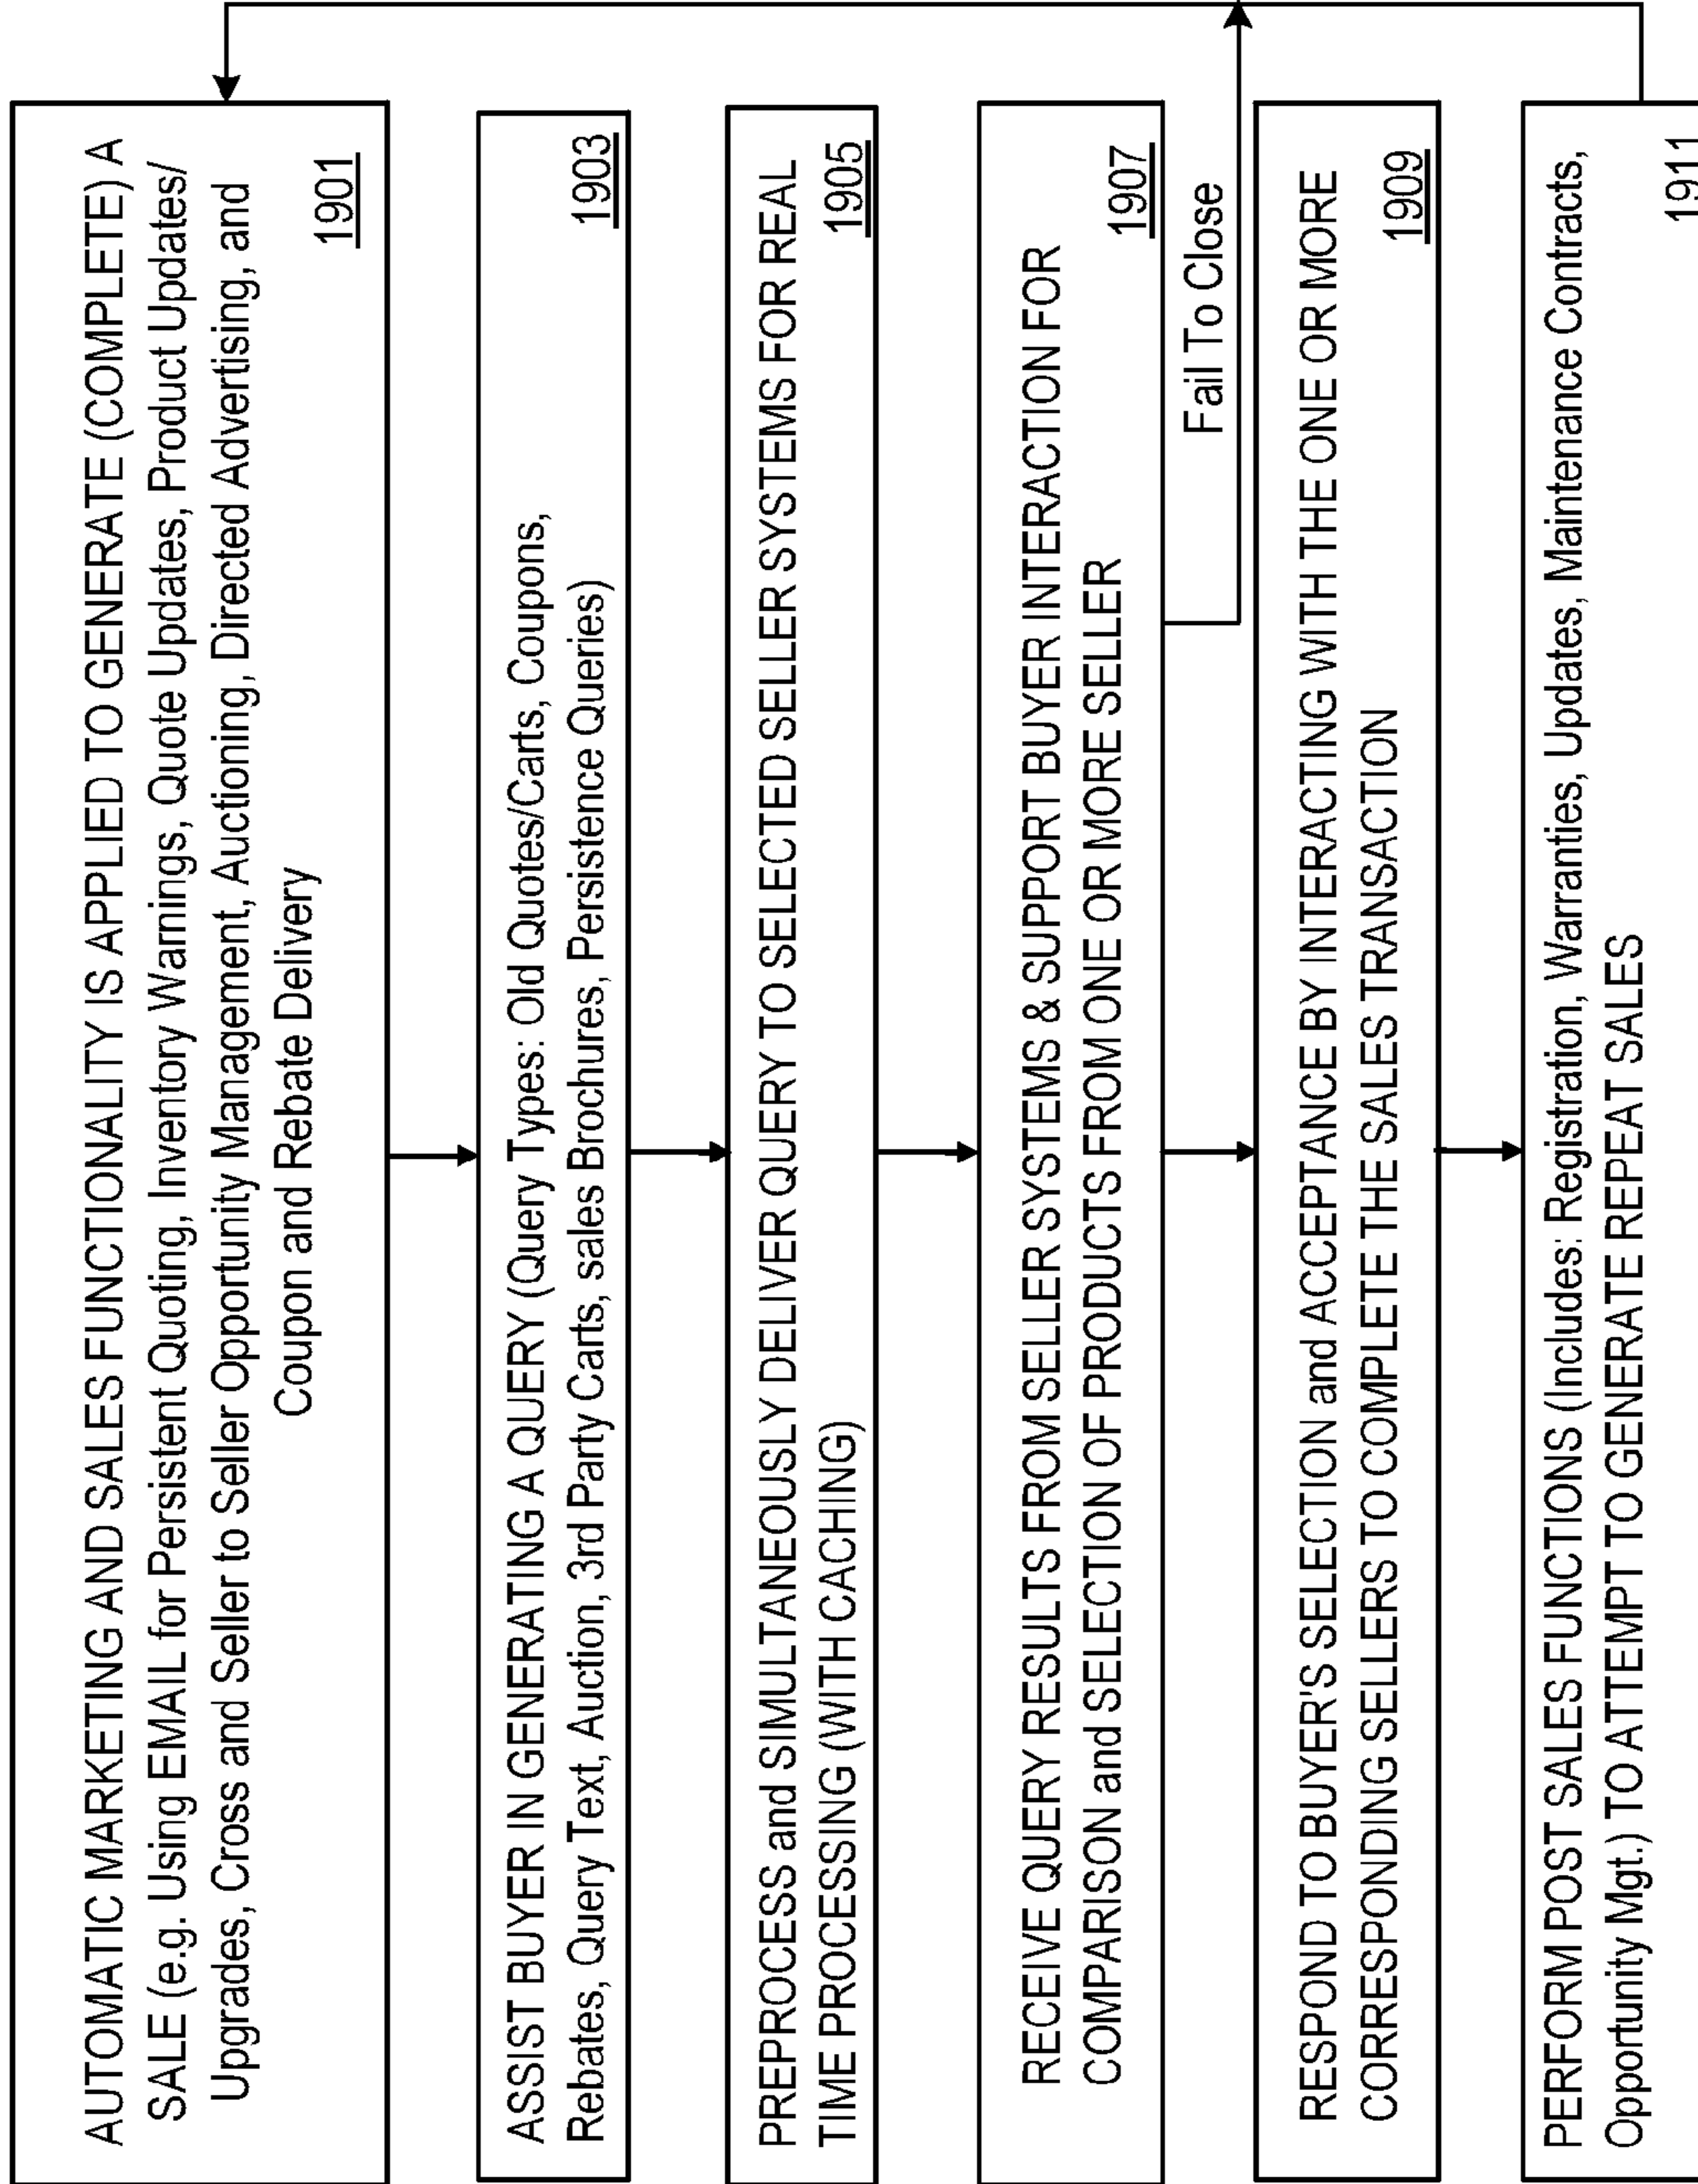 AUTOMATIC MARKETING AND SALES FUNCTIONALITY IS APPLIED TO GENERATE (COMPLETE) A
SALE (e.g. Using EMAIL for Persistent Quoting, Inventory Warnings, Quote Updates, Product Updates/
Upgrades, Cross and Seller to Seller Opportunity Management, Auctioning, Directed Advertising, and
Coupon and Rebate Delivery
1901
ASSIST BUYER IN GENERATING A QUERY (Query Types: Old Quotes/Carts, Coupons,
Rebates, Query Text, Auction, 3rd Party Carts, sales Brochures, Persistence Queries)
1903
PREPROCESS and SIMULTANEOUSLY DELIVER QUERY TO SELECTED SELLER SYSTEMS FOR REAL
TIME PROCESSING (WITH CACHING)
1905
RECEIVE QUERY RESULTS FROM SELLER SYSTEMS & SUPPORT BUYER INTERACTION FOR
COMPARISON and SELECTION OF PRODUCTS FROM ONE OR MORE SELLER
1907
Fail To Close
RESPOND TO BUYER'S SELECTION and ACCEPTANCE BY INTERACTING WITH THE ONE OR MORE
CORRESPONDING SELLERS TO COMPLETE THE SALES TRANSACTION
1909
PERFORM POST SALES FUNCTIONS (Includes: Registration, Warranties, Updates, Maintenance Contracts,
Opportunity Mgt.) TO ATTEMPT TO GENERATE REPEAT SALES
1911